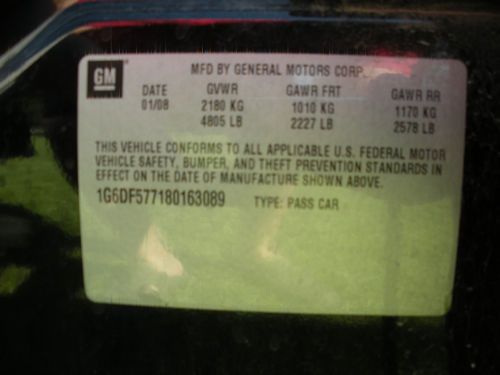 GM
MFD BY GENERAL MOTORS CORP
DATE GVWR GAWR FRT GAWR RR
01/08 2180 KG 1010 KG 1170 KG
4805 LB 2227 LB 2578 LB
THIS VEHICLE CONFORMS TO ALL APPLICABLE U.S. FEDERAL MOTOR
VEHICLE SAFETY, BUMPER, AND THEFT PREVENTION STANDARDS IN
EFFECT ON THE DATE OF MANUFACTURE SHOWN ABOVE.
1G6DF577180163089 TYPE: PASS CAR